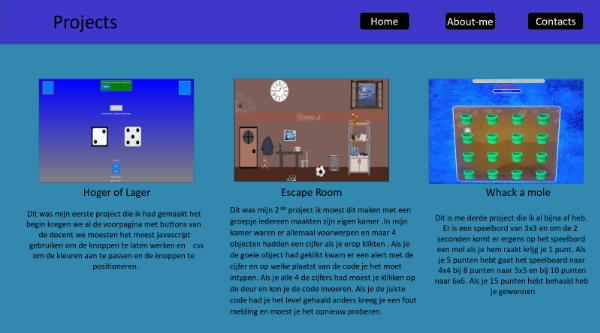 Projects
Home
About-me
Contacts
Room 4
Hoger of Lager
Dit was mijn eerste project die ik had gemaakt het
begin kregen we al de voorpagina met buttons van
de docent we moesten het meest javascript
gebruiken om de knoppen te laten werken en css
om de kleuren aan te passen en de knoppen te
positioneren.
Escape Room
Dit was mijn 2de project ik moest dit maken met een
groepje iedereen maakten zijn eigen kamer .In mijn
kamer waren er allemaal voorwerpen en maar 4
objecten hadden een cijfer als je erop klikten . Als je
de goeie object had geklikt kwam er een alert met de
cijfer en op welke plaatst van de code je het moet
intypen. Als je alle 4 de cijfers had moest je klikken op
de deur en kon je de code invoeren. Als je de juiste
code had je het level gehaald anders kreeg je een fout
melding en moest je het opnieuw proberen.
Whack a mole
Dit is me derde project die ik al bijna af heb.
Er is een speelbord van 3x3 en om de 2
seconden komt er ergens op het speelbord
een mol als je hem raakt krijg je 1 punt. Als
je 5 punten hebt gaat het speelboard naar
4x4 bij 8 punten naar 5x5 en bij 10 punten
naar 6x6. Als je 15 punten hebt behaald heb
je gewonnen